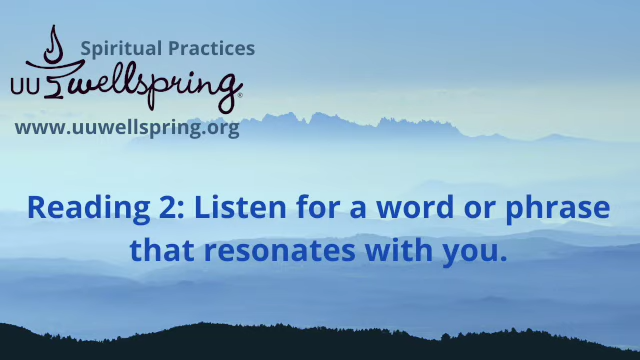 Spiritual Practices
UU wellspring®
www.uuwellspring.org
Reading 2: Listen for a word or phrase
that resonates with you.